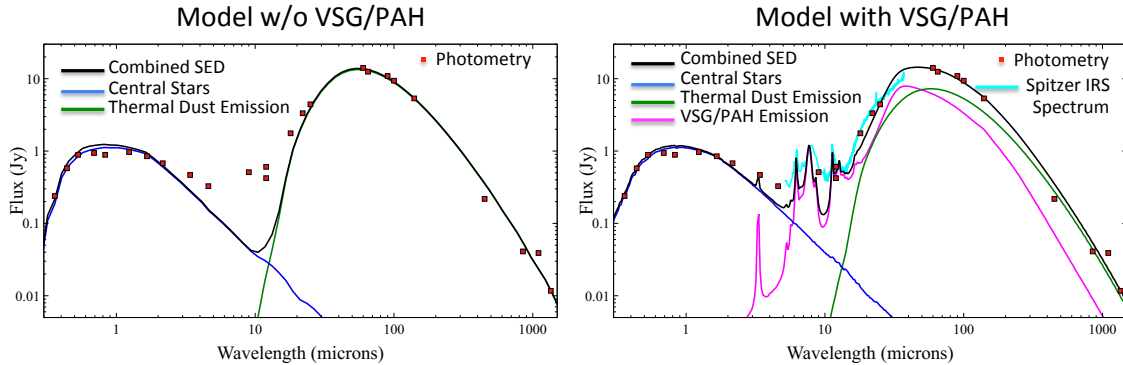 Model w/o VSG/PAH
Combined SED
Central Stars
Thermal Dust Emission
Photometry
Flux (Jy)
10
1
0.1
0.01
1
10
100
1000
Wavelength (microns)
Model with VSG/PAH
Combined SED
Central Stars
Thermal Dust Emission
VSG/PAH Emission
Photometry
Spitzer IRS
Spectrum
Flux (Jy)
10
1
0.1
0.01
1
10
100
1000
Wavelength (microns)